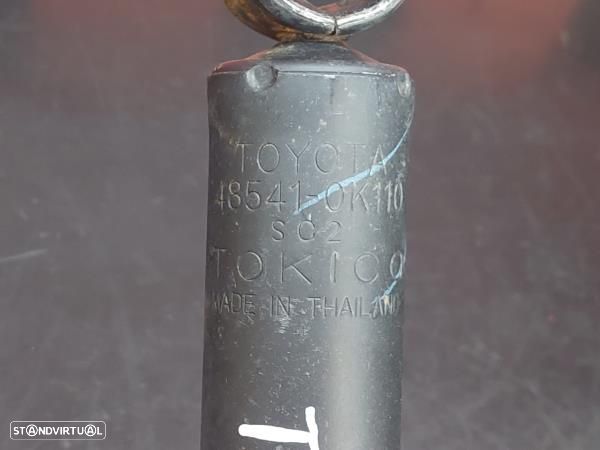 TOYOTA
48541-0K110
SC2
TOKICO
MADE IN THAILAND
STANDVIRTUAL